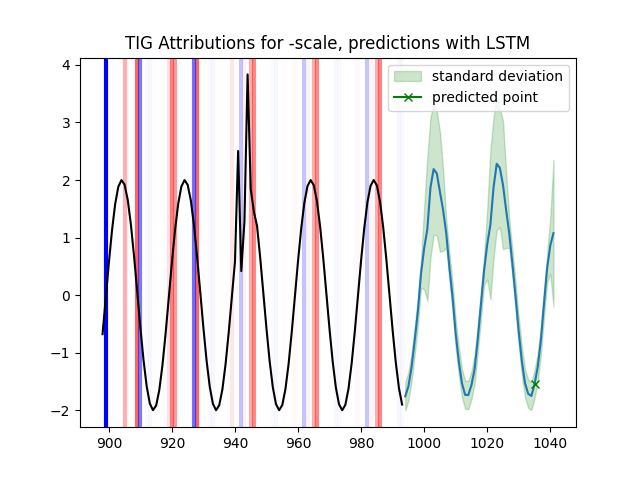 TIG Attributions for -scale, predictions with LSTM
standard deviation
predicted point
4
3
2
1
0
−1
−2
900 920 940 960 980 1000 1020 1040